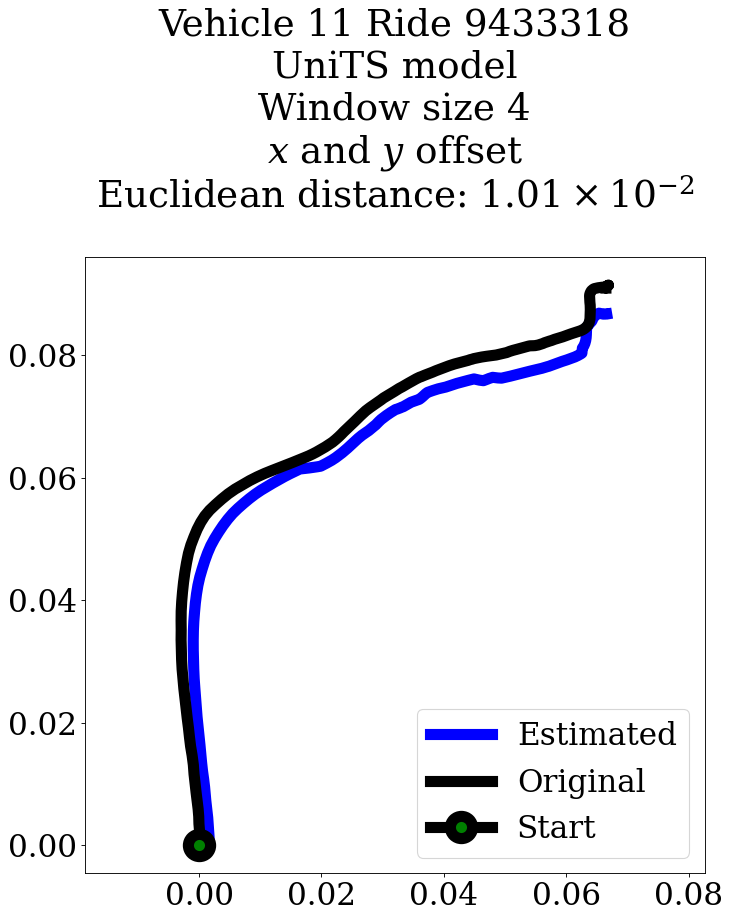 Vehicle 11 Ride 9433318
UniTS model
Window size 4
x and y offset
Euclidean distance: 1.01 × 10⁻²
0.08
0.06
0.04
0.02
0.00
Estimated
Original
Start
0.00 0.02 0.04 0.06 0.08